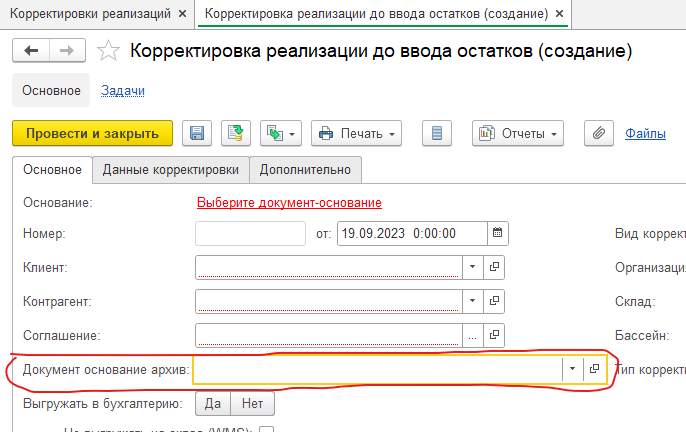 Корректировки реализаций × Корректировка реализации до ввода остатков (создание) ×
Корректировка реализации до ввода остатков (создание)
Основное Задачи
Провести и закрыть Печать Отчеты Файлы
Основное Данные корректировки Дополнительно
Основание: Выберите документ-основание
Номер: от: 19.09.2023 0:00:00 Вид коррект
Клиент: Организаци
Контрагент: Склад:
Соглашение: ... Бассейн:
Документ основание архив: Тип коррект
Выгружать в бухгалтерию: Да Нет